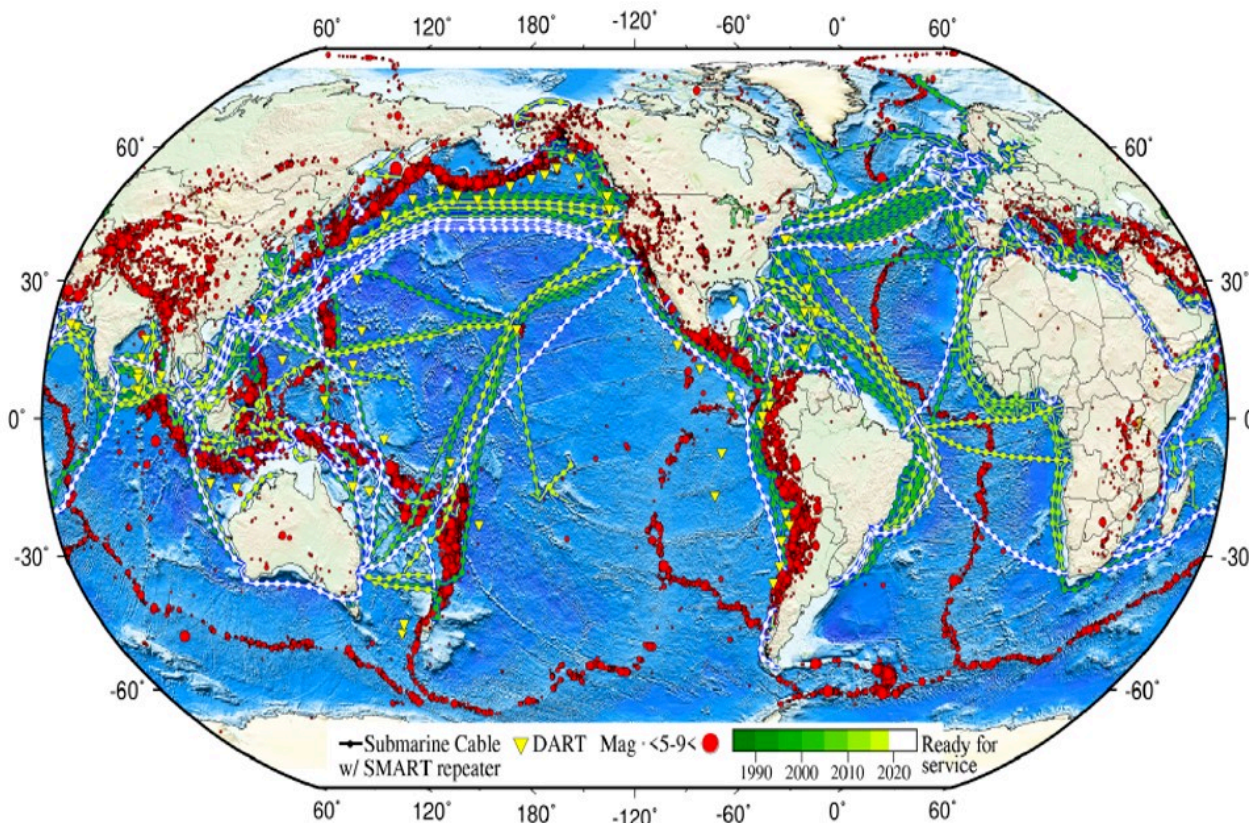 60˚ 120˚ 180˚ -120˚ -60˚ 0˚ 60˚
60˚ 60˚
30˚ 30˚
0˚ 0˚
-30˚ -30˚
-60˚ -60˚
Submarine Cable DART Mag <5-9< Ready for
w/ SMART repeater 1990 2000 2010 2020 service
60˚ 120˚ 180˚ -120˚ -60˚ 0˚ 60˚